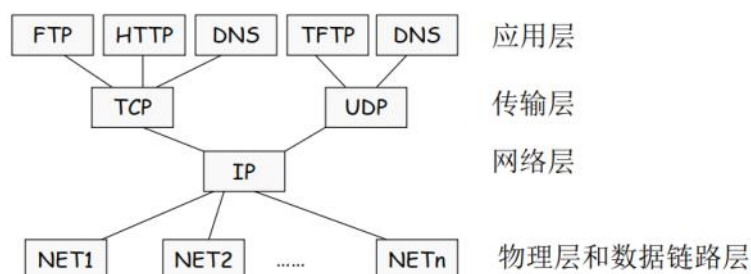 FTP HTTP DNS TFTP DNS 应用层
TCP UDP 传输层
IP 网络层
NET1 NET2 ...... NETn 物理层和数据链路层